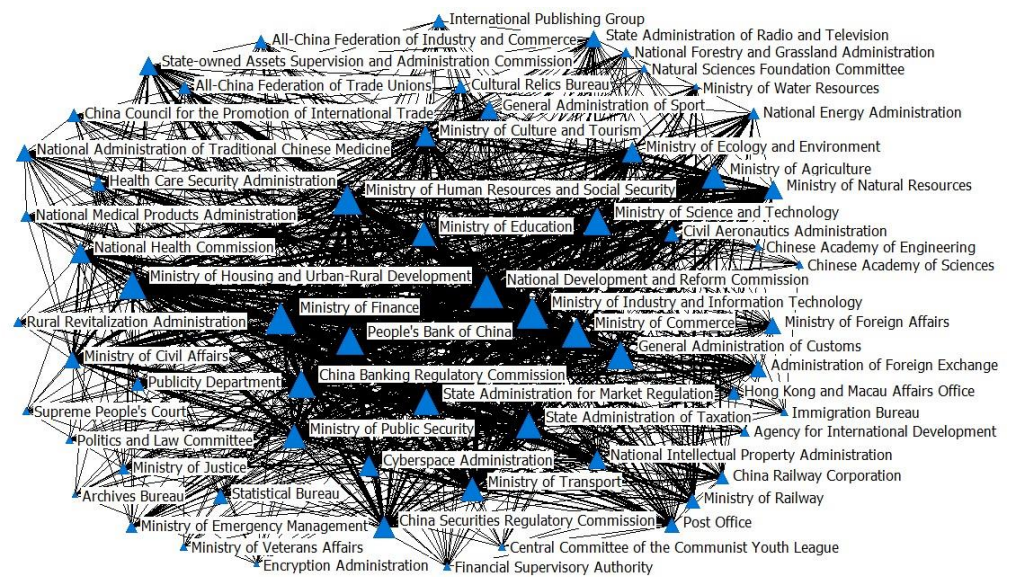 International Publishing Group
All-China Federation of Industry and Commerce
State Administration of Radio and Television
National Forestry and Grassland Administration
State-owned Assets Supervision and Administration Commission
Natural Sciences Foundation Committee
All-China Federation of Trade Unions
Cultural Relics Bureau
Ministry of Water Resources
General Administration of Sport
China Council for the Promotion of International Trade
National Energy Administration
Ministry of Culture and Tourism
National Administration of Traditional Chinese Medicine
Ministry of Ecology and Environment
Ministry of Agriculture
Health Care Security Administration
Ministry of Human Resources and Social Security
Ministry of Natural Resources
National Medical Products Administration
Ministry of Science and Technology
Ministry of Education
Civil Aeronautics Administration
National Health Commission
Chinese Academy of Engineering
Chinese Academy of Sciences
Ministry of Housing and Urban-Rural Development
National Development and Reform Commission
Ministry of Finance
Ministry of Industry and Information Technology
Rural Revitalization Administration
People's Bank of China
Ministry of Commerce
Ministry of Foreign Affairs
General Administration of Customs
Ministry of Civil Affairs
Administration of Foreign Exchange
Publicity Department
China Banking Regulatory Commission
State Administration for Market Regulation
Hong Kong and Macau Affairs Office
Supreme People's Court
Immigration Bureau
State Administration of Taxation
Ministry of Public Security
Agency for International Development
Politics and Law Committee
National Intellectual Property Administration
Ministry of Justice
Cyberspace Administration
China Railway Corporation
Ministry of Transport
Archives Bureau
Statistical Bureau
Ministry of Railway
Ministry of Emergency Management
China Securities Regulatory Commission
Post Office
Ministry of Veterans Affairs
Central Committee of the Communist Youth League
Encryption Administration
Financial Supervisory Authority